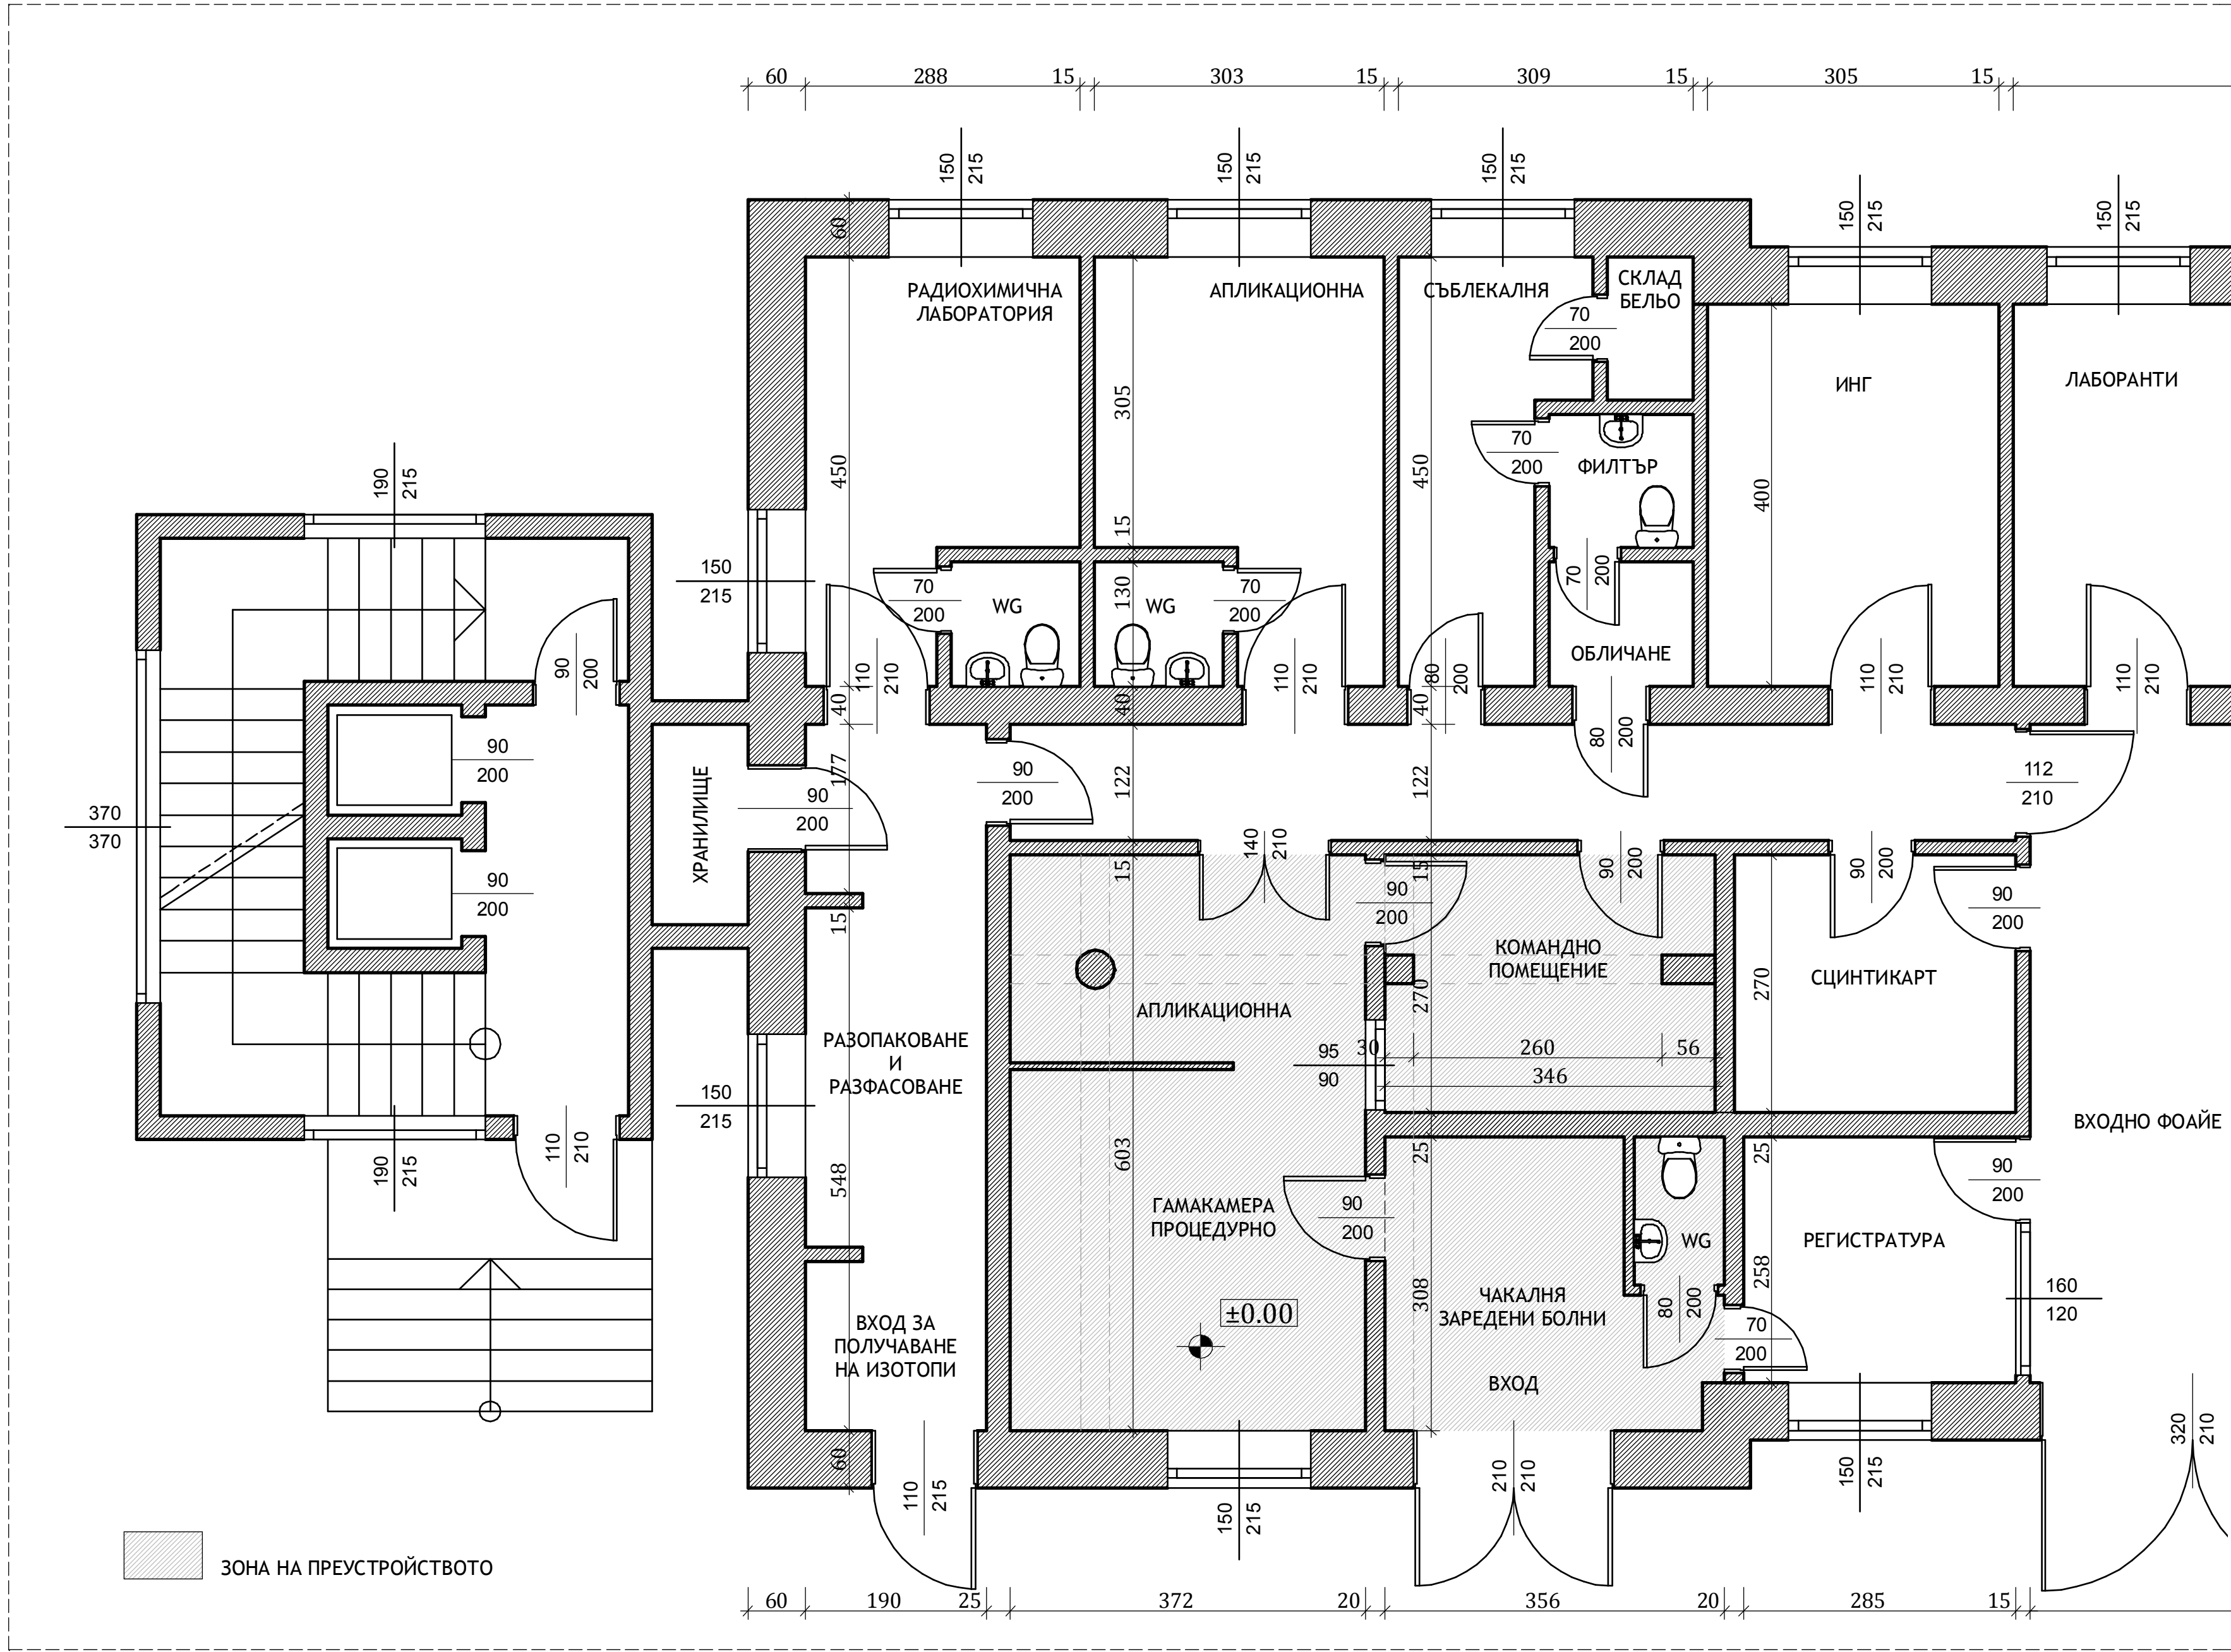 60 288 15 303 15 309 15 305 15
150 215
150 215
150 215
150 215
150 215
60
РАДИОХИМИЧНА
ЛАБОРАТОРИЯ
АПЛИКАЦИОННА
СЪБЛЕКАЛНЯ
СКЛАД
БЕЛЬО
70
200
ИНГ
ЛАБОРАНТИ
305
450
450
400
70
200
ФИЛТЪР
190 215
15
130
150
215
70
200
WG
WG
70
200
70 200
ОБЛИЧАНЕ
90 200
110 210
110 210
80 200
110 210
110 210
40
40
40
80 200
90
200
ХРАНИЛИЩЕ
177
90
200
90
200
122
122
112
210
370
370
140 210
90 200
90 200
15
15
90
200
90
200
90
200
15
КОМАНДНО
ПОМЕЩЕНИЕ
270
270
СЦИНТИКАРТ
АПЛИКАЦИОННА
РАЗОПАКОВАНЕ
И
РАЗФАСОВАНЕ
95
90
30 260 56
346
150
215
ВХОДНО ФОАЙЕ
110 210
190 215
548
603
25
25
90
200
ГАМАКАМЕРА
ПРОЦЕДУРНО
90
200
WG
РЕГИСТРАТУРА
258
308
ЧАКАЛНЯ
ЗАРЕДЕНИ БОЛНИ
80 200
160
120
±0.00
ВХОД ЗА
ПОЛУЧАВАНЕ
НА ИЗОТОПИ
70
200
ВХОД
60
110 215
150 215
210 210
150 215
320 210
ЗОНА НА ПРЕУСТРОЙСТВОТО
60 190 25 372 20 356 20 285 15